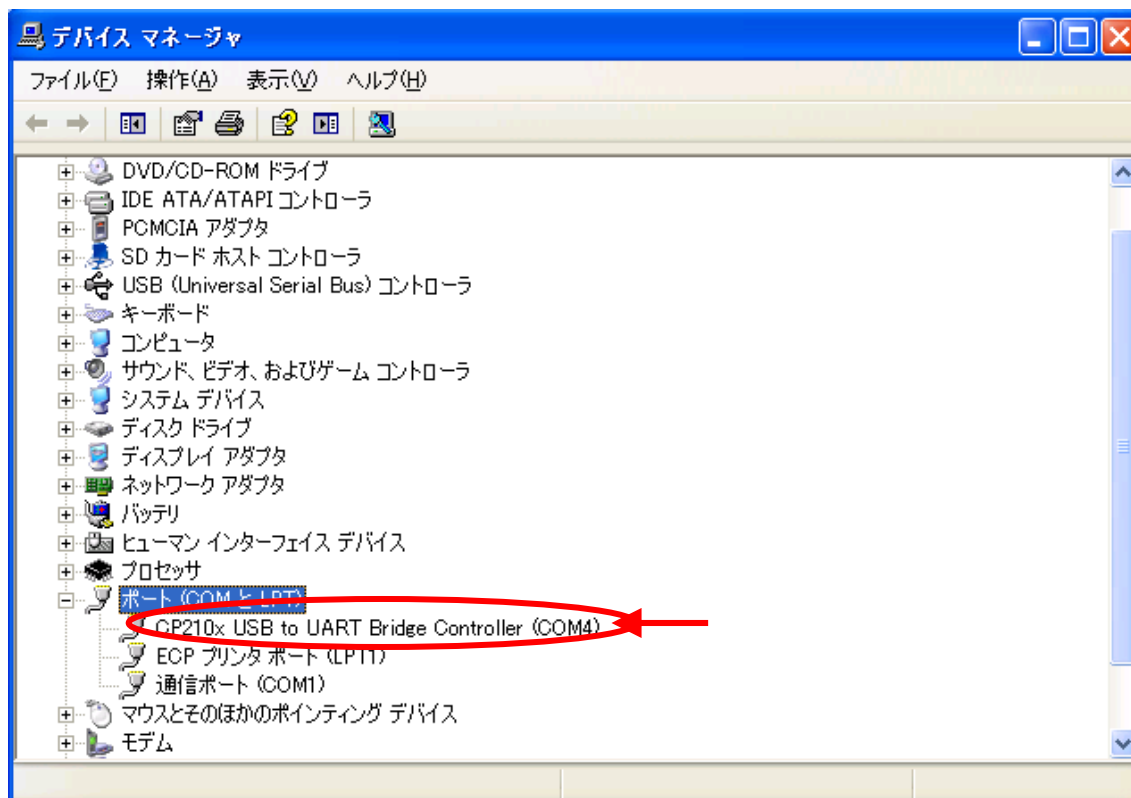 デバイス マネージャ
ファイル(F) 操作(A) 表示(V) ヘルプ(H)
DVD/CD-ROM ドライブ
IDE ATA/ATAPI コントローラ
PCMCIA アダプタ
SD カード ホスト コントローラ
USB (Universal Serial Bus) コントローラ
キーボード
コンピュータ
サウンド、ビデオ、およびゲーム コントローラ
システム デバイス
ディスク ドライブ
ディスプレイ アダプタ
ネットワーク アダプタ
バッテリ
ヒューマン インターフェイス デバイス
プロセッサ
ポート (COM と LPT)
CP210x USB to UART Bridge Controller (COM4)
ECP プリンタ ポート (LPT1)
通信ポート (COM1)
マウスとそのほかのポインティング デバイス
モデム